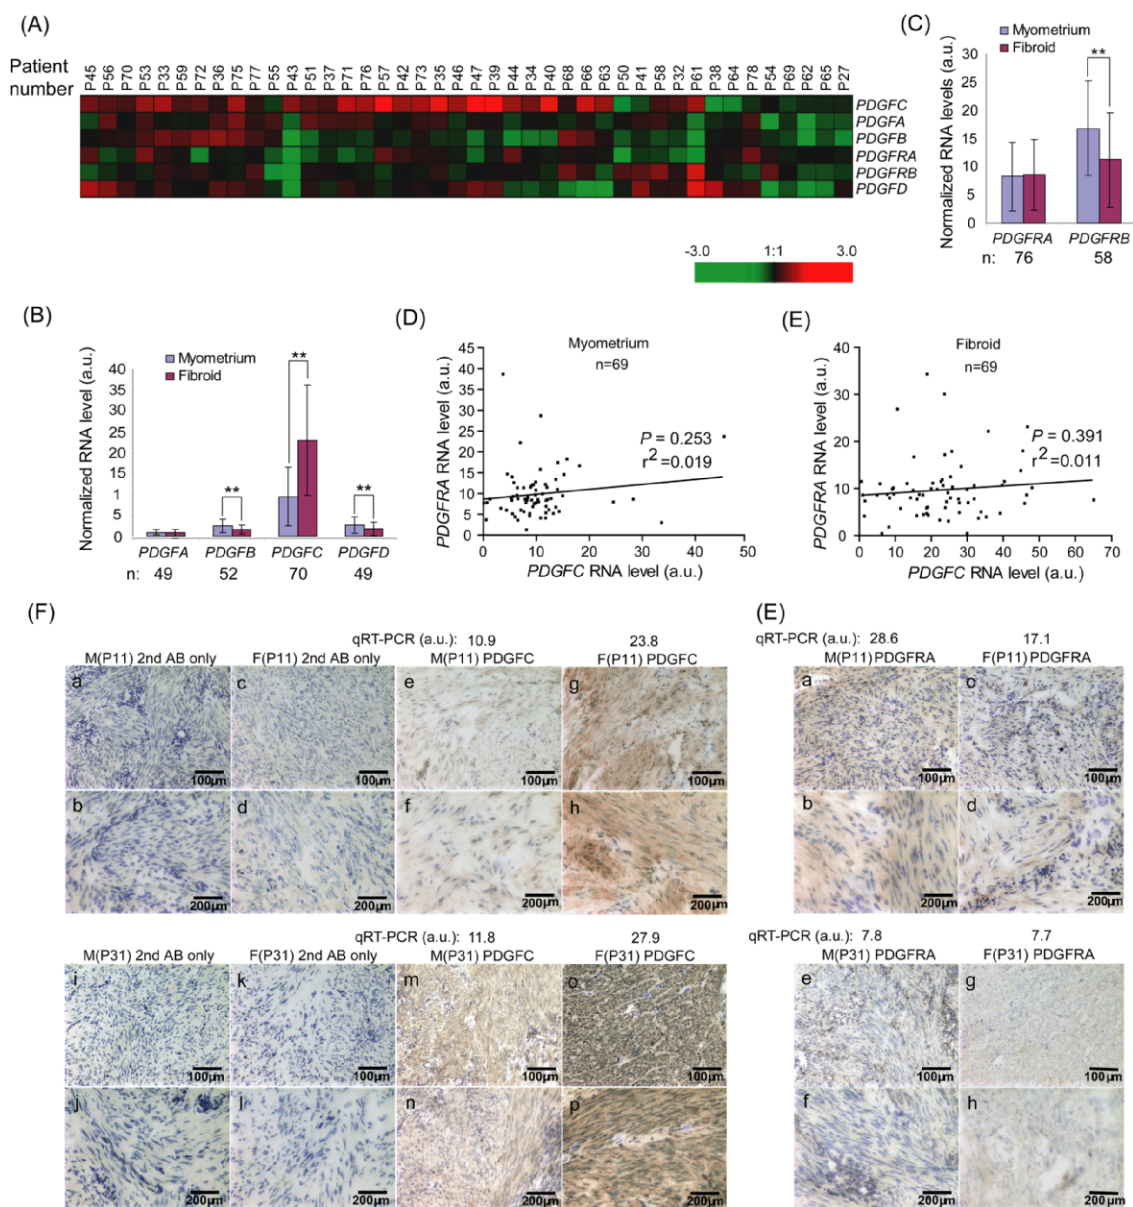 (A)
Patient
number
P45 P56 P70 P53 P33 P59 P72 P36 P75 P77 P55 P43 P51 P37 P71 P76 P57 P42 P73 P35 P46 P47 P39 P44 P34 P40 P68 P66 P63 P50 P41 P58 P32 P61 P38 P64 P78 P54 P69 P62 P65 P27
PDGFC
PDGFA
PDGFB
PDGFRA
PDGFRB
PDGFD
-3.0 1:1 3.0
(C)
Myometrium
Fibroid
Normalized RNA levels (a.u.)
30
25
20
15
10
5
0
**
PDGFRA PDGFRB
n: 76 58
(B)
Myometrium
Fibroid
Normalized RNA level (a.u.)
40
35
30
25
20
15
1
5
0
** ** **
PDGFA PDGFB PDGFC PDGFD
n: 49 52 70 49
(D)
Myometrium
n=69
PDGFRA RNA level (a.u.)
40
30
20
10
0
P = 0.253
r2=0.019
0 10 20 30 40 50
PDGFC RNA level (a.u.)
(E)
Fibroid
n=69
PDGFRA RNA level (a.u.)
40
30
20
10
0
P = 0.391
r2=0.011
0 10 20 30 40 50 60 70
PDGFC RNA level (a.u.)
(F)
qRT-PCR (a.u.): 10.9 23.8
M(P11) 2nd AB only F(P11) 2nd AB only M(P11) PDGFC F(P11) PDGFC
a c e g
100µm 100µm 100µm 100µm
b d f h
200µm 200µm 200µm 200µm
qRT-PCR (a.u.): 11.8 27.9
M(P31) 2nd AB only F(P31) 2nd AB only M(P31) PDGFC F(P31) PDGFC
i k m o
100µm 100µm 100µm 100µm
j l n p
200µm 200µm 200µm 200µm
(E)
qRT-PCR (a.u.): 28.6 17.1
M(P11) PDGFRA F(P11) PDGFRA
a c
100µm 100µm
b d
200µm 200µm
qRT-PCR (a.u.): 7.8 7.7
M(P31) PDGFRA F(P31) PDGFRA
e g
100µm 100µm
f h
200µm 200µm